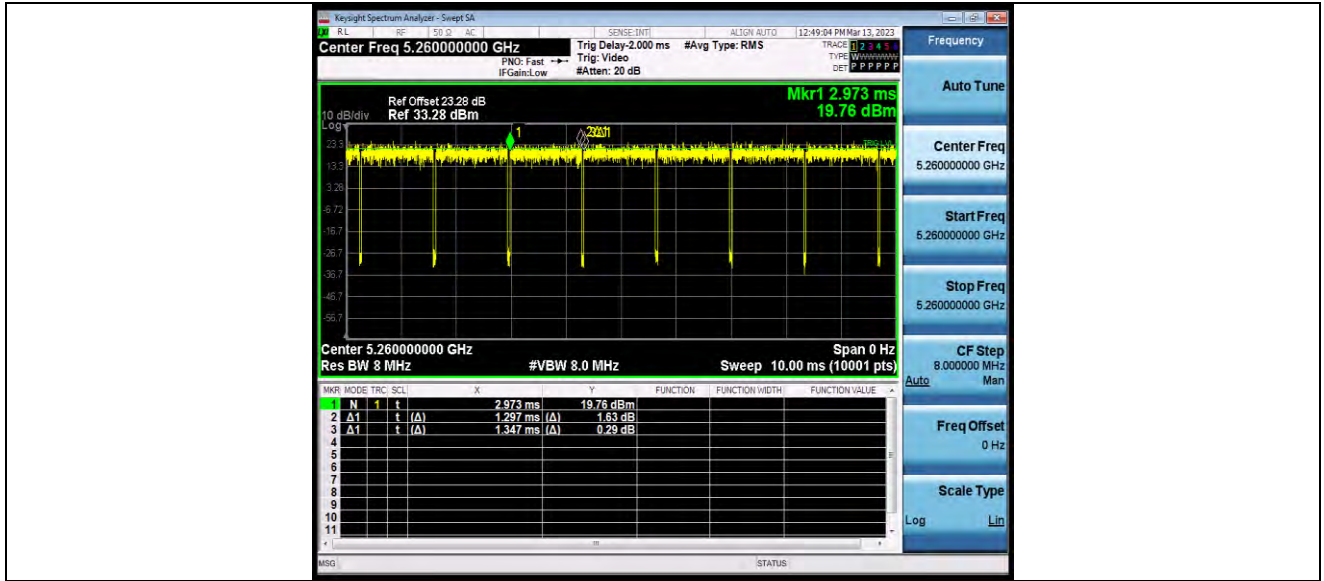 Keysight Spectrum Analyzer - Swept SA
RL RF 50 Ω AC SENSE:INT ALIGN AUTO 12:49:04 PM Mar 13, 2023
Center Freq 5.260000000 GHz
PNO: Fast
IFGain:Low
Trig Delay-2.000 ms
Trig: Video
#Atten: 20 dB
#Avg Type: RMS
TRACE 1 2 3 4 5 6
TYPE WWWWWW
DET P P P P P P
Mkr1 2.973 ms
19.76 dBm
Ref Offset 23.28 dB
10 dB/div Ref 33.28 dBm
Log
1
23.3
13.3
3.28
-6.72
-16.7
-26.7
-36.7
-46.7
-56.7
Center 5.260000000 GHz Span 0 Hz
Res BW 8 MHz #VBW 8.0 MHz Sweep 10.00 ms (10001 pts)
MKR MODE TRC SCL X Y FUNCTION FUNCTION WIDTH FUNCTION VALUE
1 N 1 t 2.973 ms 19.76 dBm
2 Δ1 t (Δ) 1.297 ms (Δ) 1.63 dB
3 Δ1 t (Δ) 1.347 ms (Δ) 0.29 dB
4
5
6
7
8
9
10
11
MSG STATUS
Frequency
Auto Tune
Center Freq
5.260000000 GHz
Start Freq
5.260000000 GHz
Stop Freq
5.260000000 GHz
CF Step
8.000000 MHz
Auto Man
Freq Offset
0 Hz
Scale Type
Log Lin